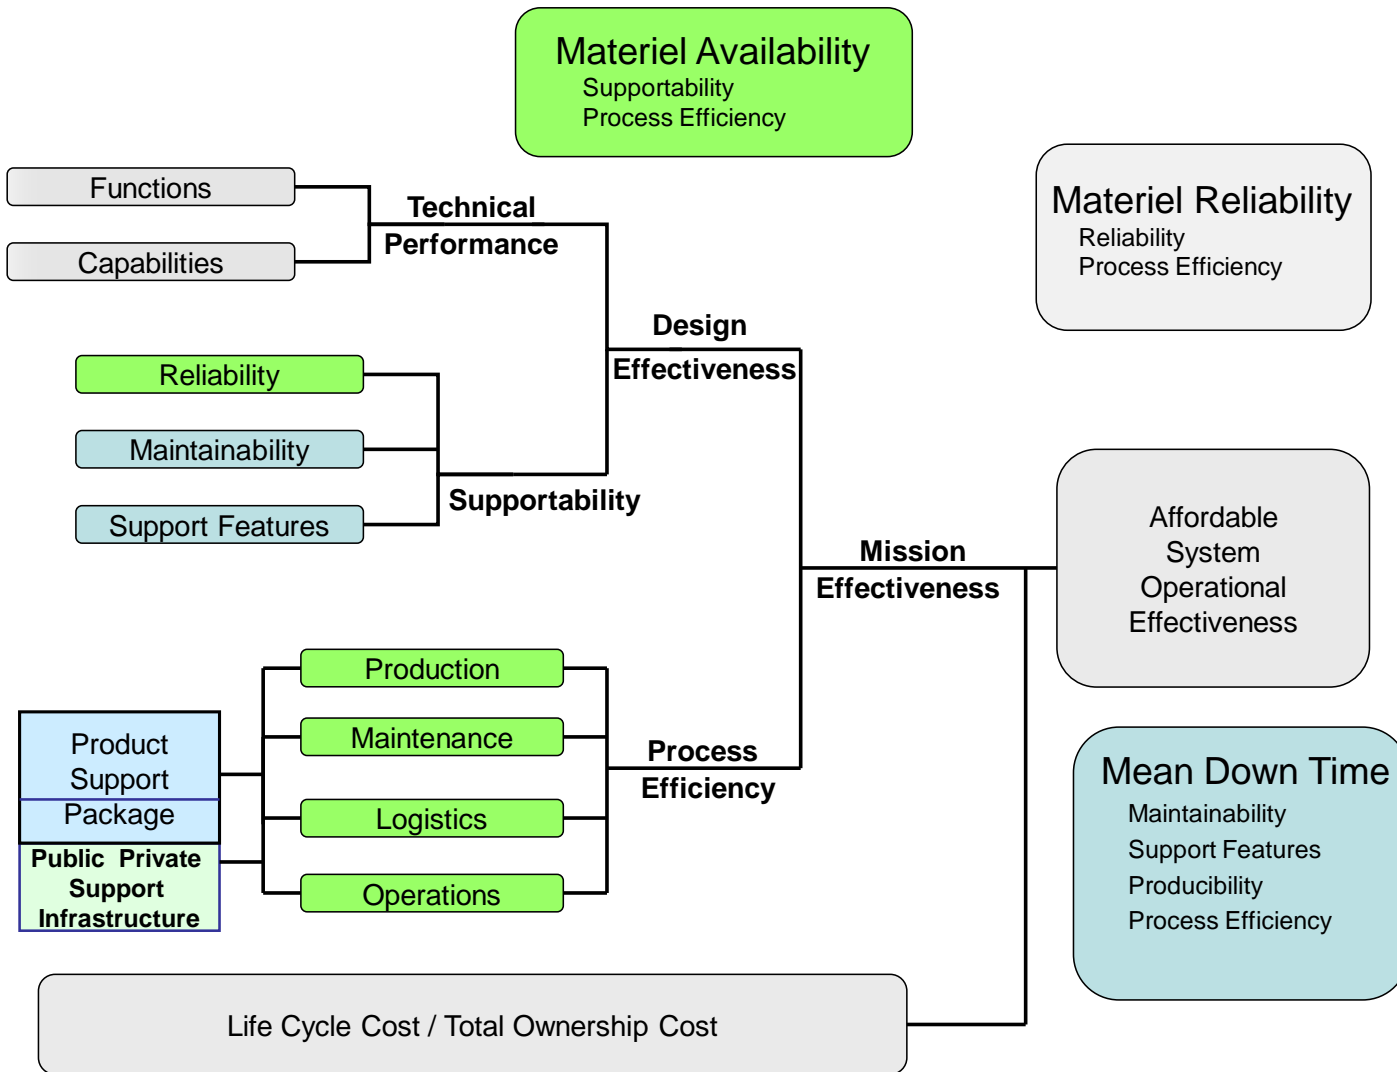 Materiel Availability
Supportability
Process Efficiency
Functions
Capabilities
Technical
Performance
Materiel Reliability
Reliability
Process Efficiency
Design
Effectiveness
Reliability
Maintainability
Support Features
Supportability
Mission
Effectiveness
Affordable
System
Operational
Effectiveness
Production
Maintenance
Logistics
Operations
Product
Support
Package
Public Private
Support
Infrastructure
Process
Efficiency
Mean Down Time
Maintainability
Support Features
Producibility
Process Efficiency
Life Cycle Cost / Total Ownership Cost